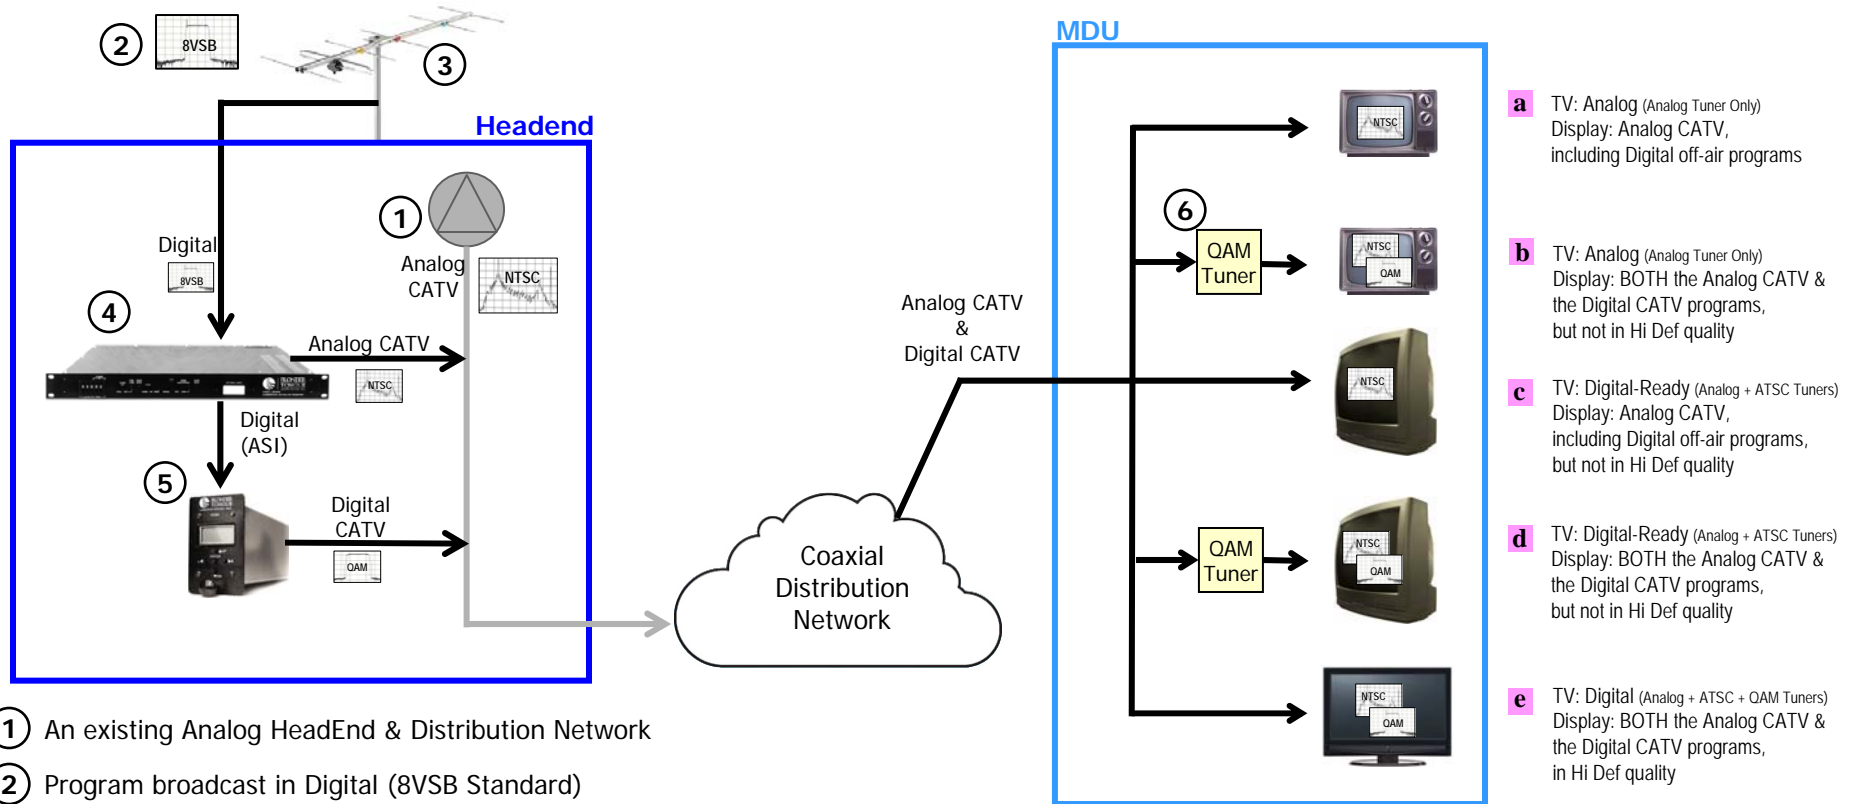 2
8VSB
3
Headend
Digital
8VSB
1
Analog
CATV
NTSC
4
BLONDER
TONGUE
Analog CATV
NTSC
Digital
(ASI)
5
BLONDER
TONGUE
Digital
CATV
QAM
Coaxial
Distribution
Network
Analog CATV
&
Digital CATV
MDU
NTSC
6
QAM
Tuner
NTSC
QAM
NTSC
QAM
Tuner
NTSC
QAM
NTSC
QAM
a
TV: Analog (Analog Tuner Only)
Display: Analog CATV,
including Digital off-air programs
b
TV: Analog (Analog Tuner Only)
Display: BOTH the Analog CATV &
the Digital CATV programs,
but not in Hi Def quality
c
TV: Digital-Ready (Analog + ATSC Tuners)
Display: Analog CATV,
including Digital off-air programs,
but not in Hi Def quality
d
TV: Digital-Ready (Analog + ATSC Tuners)
Display: BOTH the Analog CATV &
the Digital CATV programs,
but not in Hi Def quality
e
TV: Digital (Analog + ATSC + QAM Tuners)
Display: BOTH the Analog CATV &
the Digital CATV programs,
in Hi Def quality
1 An existing Analog HeadEnd & Distribution Network
2 Program broadcast in Digital (8VSB Standard)